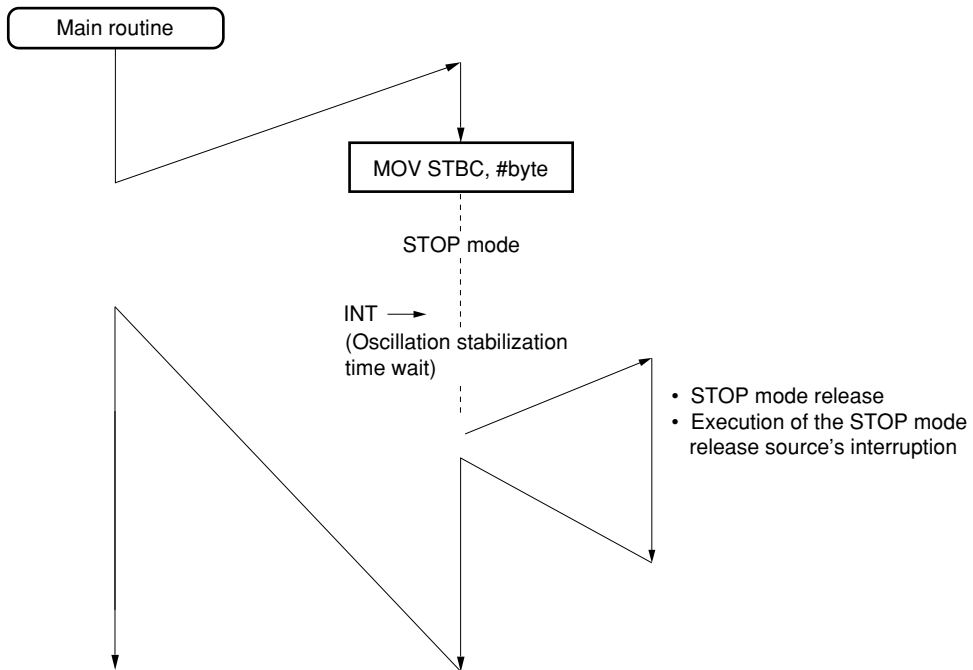 Main routine
MOV STBC, #byte
STOP mode
INT
(Oscillation stabilization
time wait)
• STOP mode release
• Execution of the STOP mode
release source's interruption